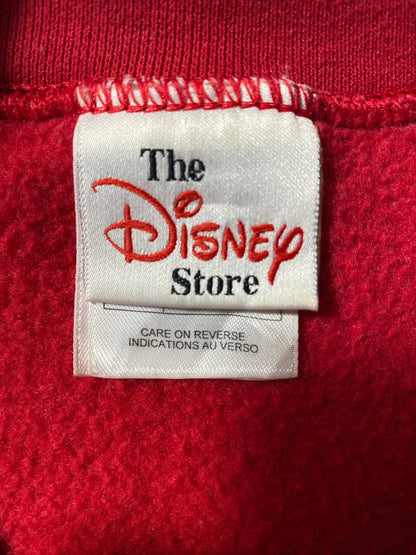 The
Disney
Store
CARE ON REVERSE
INDICATIONS AU VERSO